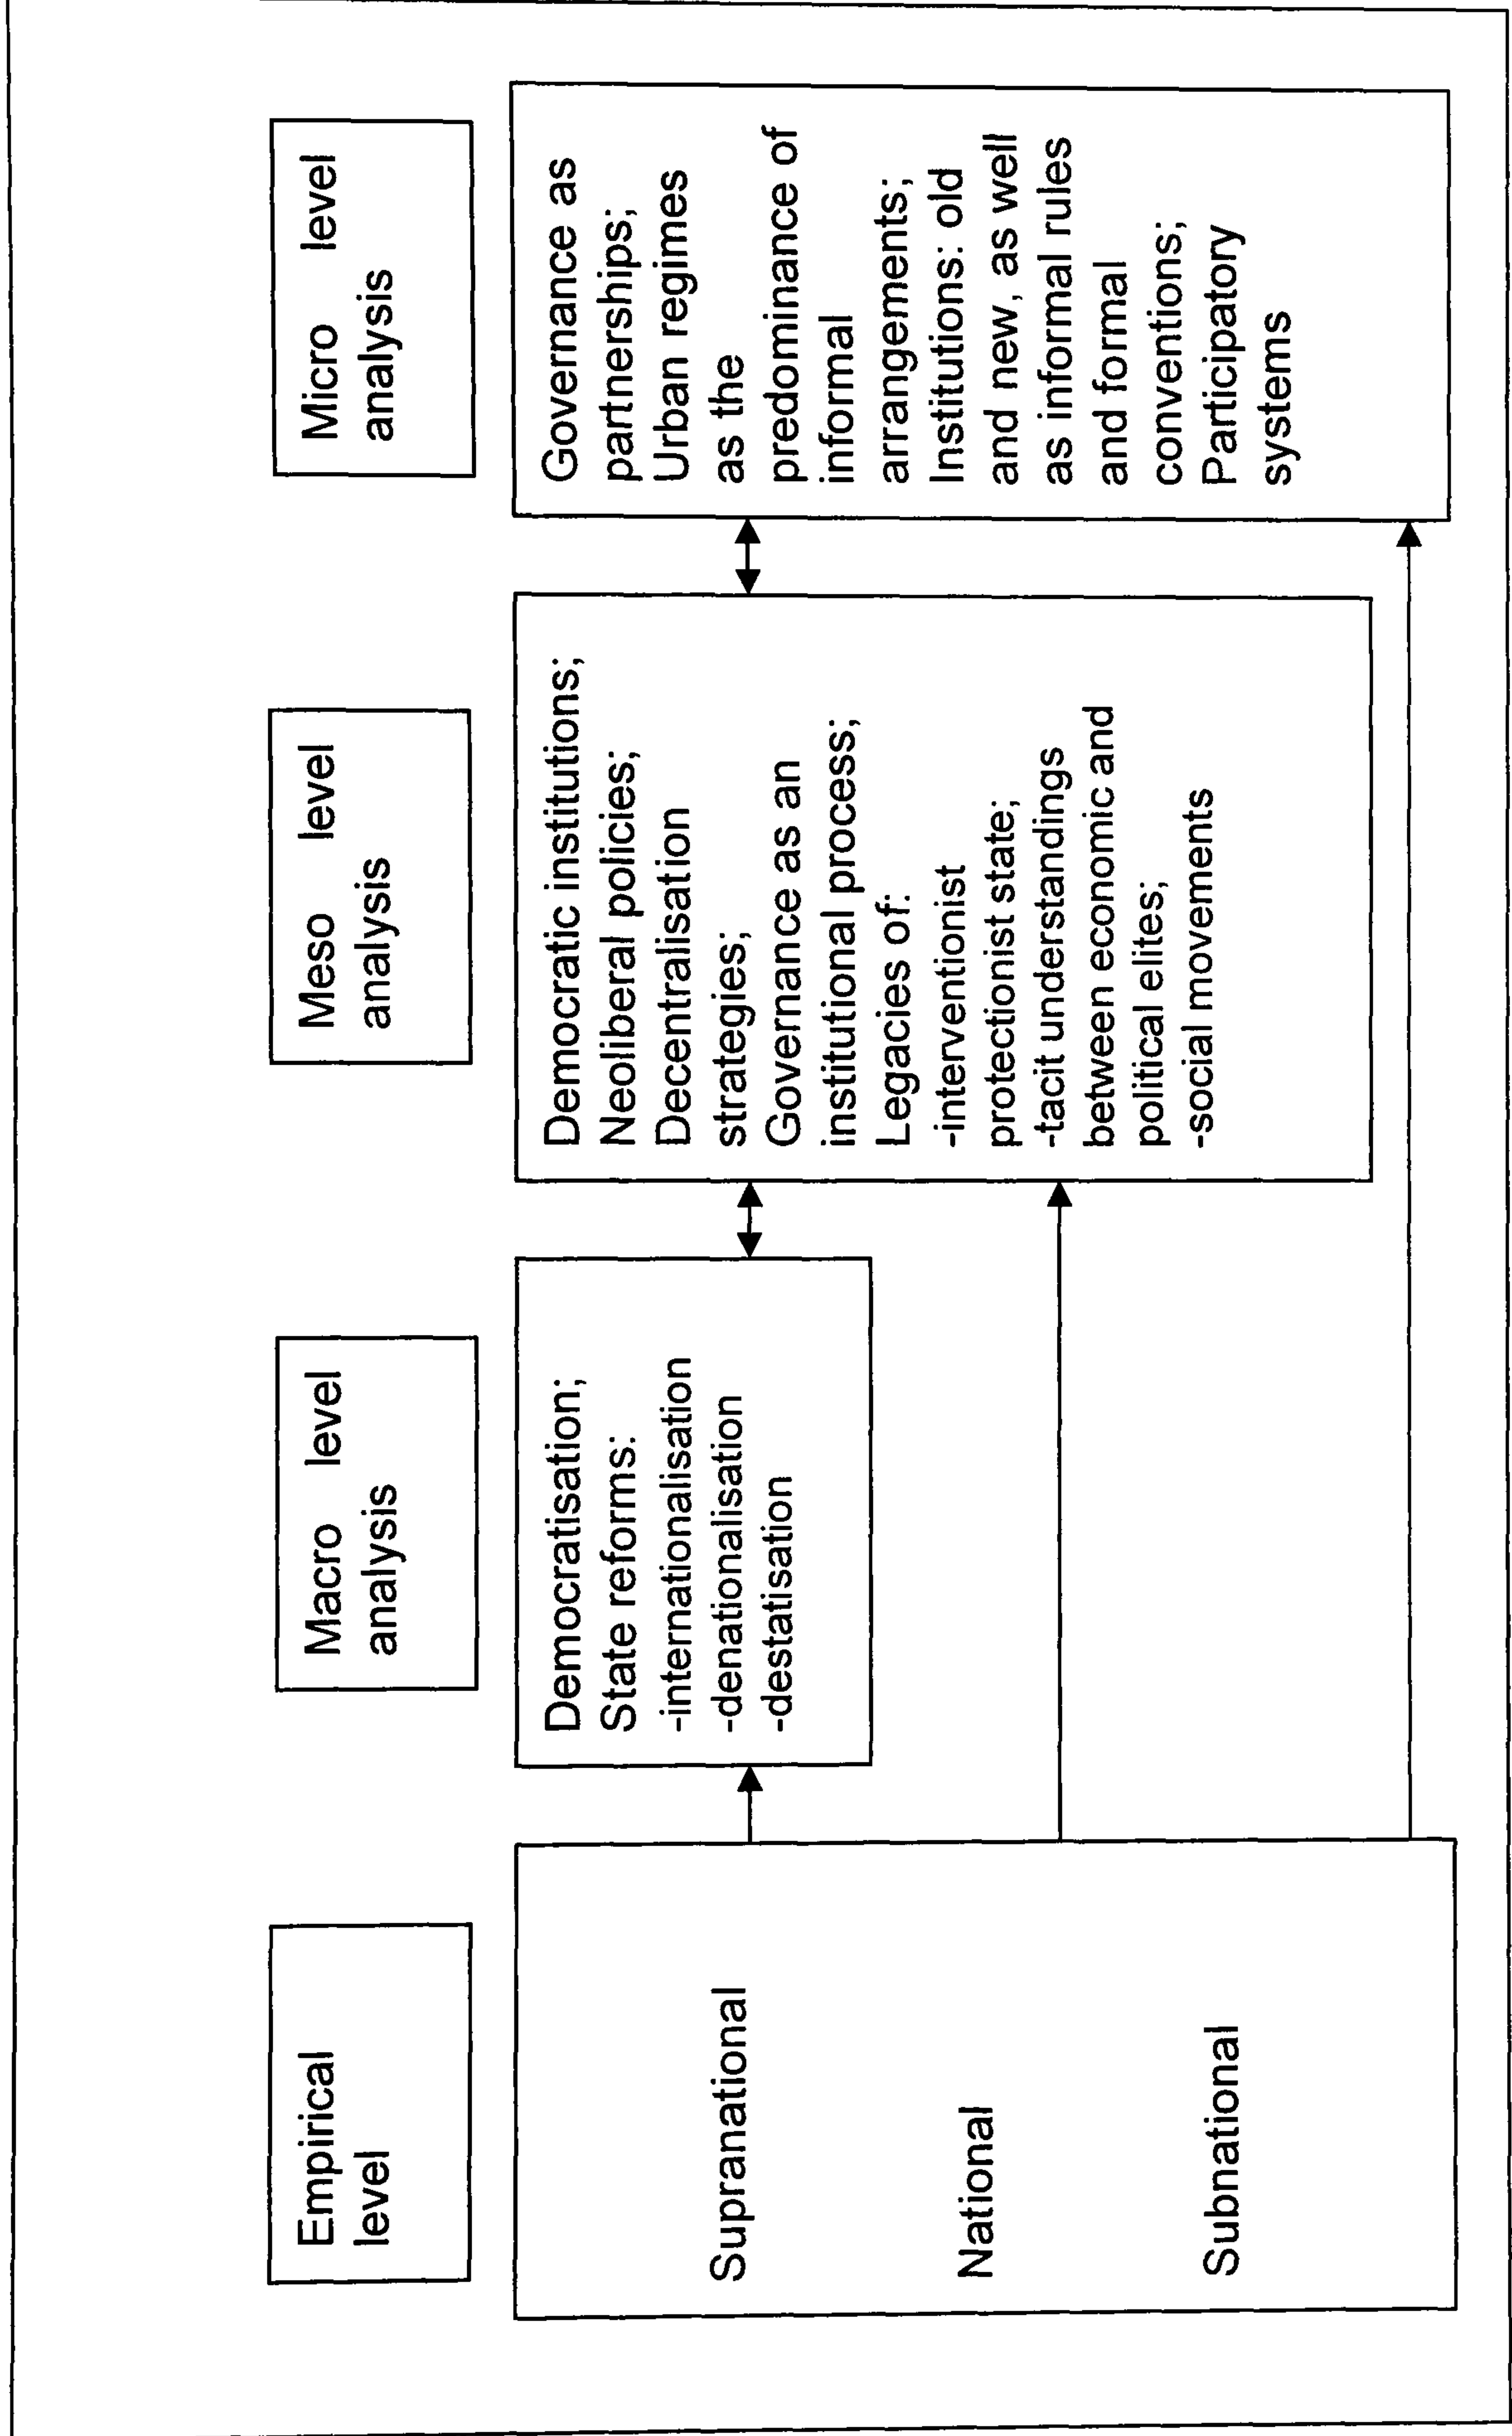 Empirical
level
Macro level
analysis
Meso level
analysis
Micro level
analysis
Supranational
National
Subnational
Democratisation;
State reforms:
-internationalisation
-denationalisation
-destatisation
Democratic institutions;
Neoliberal policies;
Decentralisation
strategies;
Governance as an
institutional process;
Legacies of:
-interventionist
protectionist state;
-tacit understandings
between economic and
political elites;
-social movements
Governance as
partnerships;
Urban regimes
as the
predominance of
informal
arrangements;
Institutions: old
and new, as well
as informal rules
and formal
conventions;
Participatory
systems